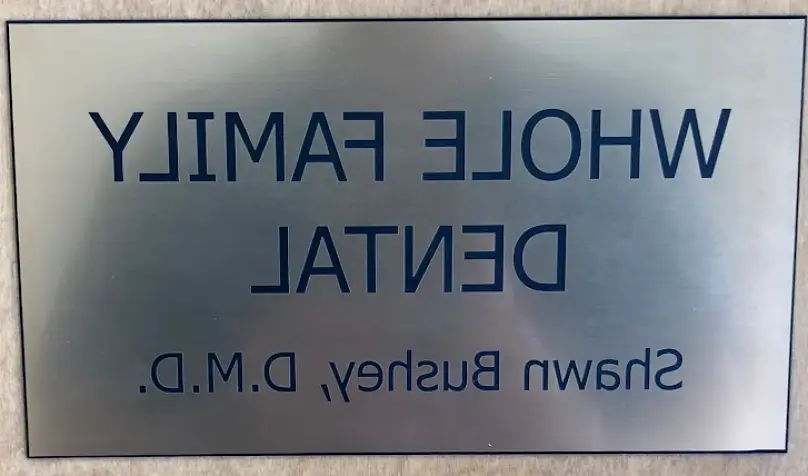 WHOLE FAMILY
DENTAL
Shawn Bushey, D.M.D.